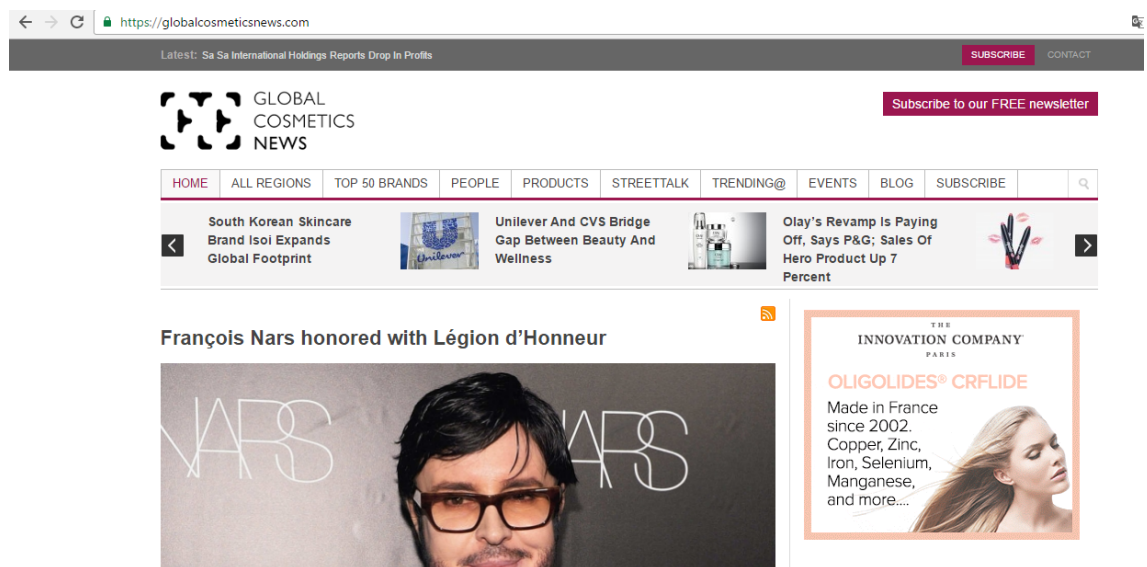 https://globalcosmeticsnews.com
Latest: Sa Sa International Holdings Reports Drop In Profits
SUBSCRIBE
CONTACT
GLOBAL
COSMETICS
NEWS
Subscribe to our FREE newsletter
HOME
ALL REGIONS
TOP 50 BRANDS
PEOPLE
PRODUCTS
STREETTALK
TRENDING@
EVENTS
BLOG
SUBSCRIBE
South Korean Skincare
Brand Isoi Expands
Global Footprint
Unilever
Unilever And CVS Bridge
Gap Between Beauty And
Wellness
Olay's Revamp Is Paying
Off, Says P&G; Sales Of
Hero Product Up 7
Percent
François Nars honored with Légion d'Honneur
NARS
NARS
THE
INNOVATION COMPANY
PARIS
OLIGOLIDES® CRFLIDE
Made in France
since 2002.
Copper, Zinc,
Iron, Selenium,
Manganese,
and more....